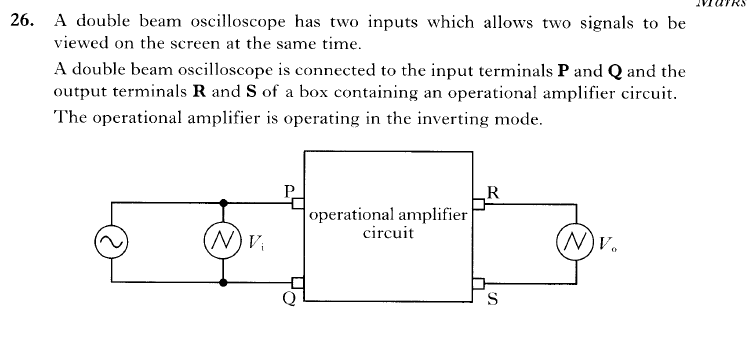 Marks
26. A double beam oscilloscope has two inputs which allows two signals to be
viewed on the screen at the same time.
A double beam oscilloscope is connected to the input terminals P and Q and the
output terminals R and S of a box containing an operational amplifier circuit.
The operational amplifier is operating in the inverting mode.
P
R
operational amplifier
circuit
Vi
Vo
Q
S